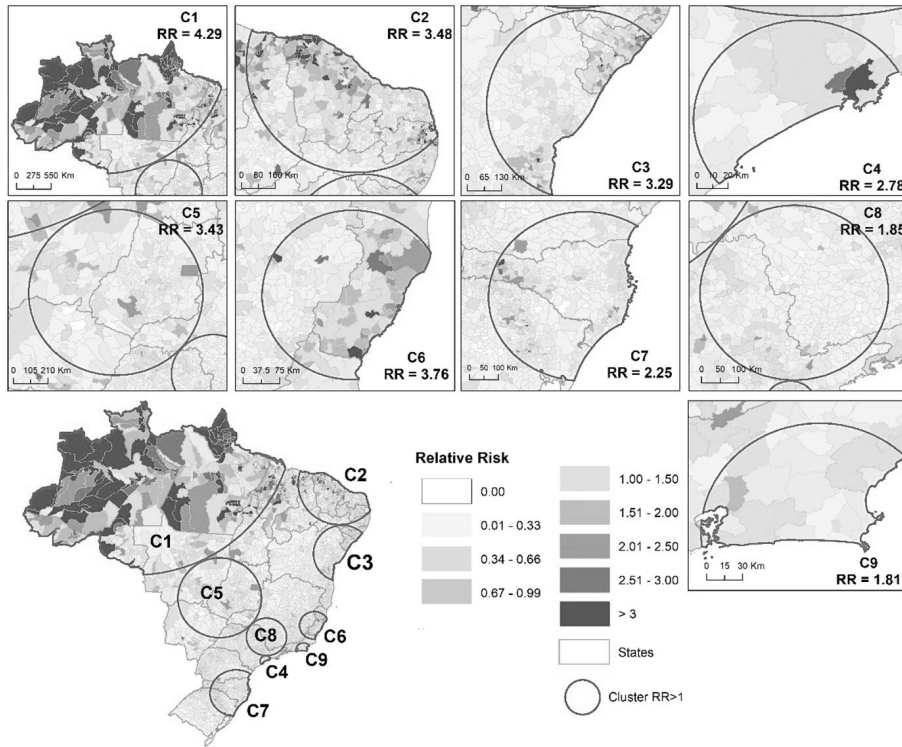 C1
RR = 4.29
0 275 550 Km
C2
RR = 3.48
0 80 160 Km
C3
RR = 3.29
0 65 130 Km
C4
RR = 2.78
0 10 20 Km
C5
RR = 3.43
0 105 210 Km
C6
RR = 3.76
0 37.5 75 Km
C7
RR = 2.25
0 50 100 Km
C8
RR = 1.85
0 50 100 Km
C1
C2
C3
C5
C6
C8
C9
C4
C7
Relative Risk
0.00
0.01 - 0.33
0.34 - 0.66
0.67 - 0.99
1.00 - 1.50
1.51 - 2.00
2.01 - 2.50
2.51 - 3.00
> 3
States
Cluster RR>1
0 15 30 Km
C9
RR = 1.81